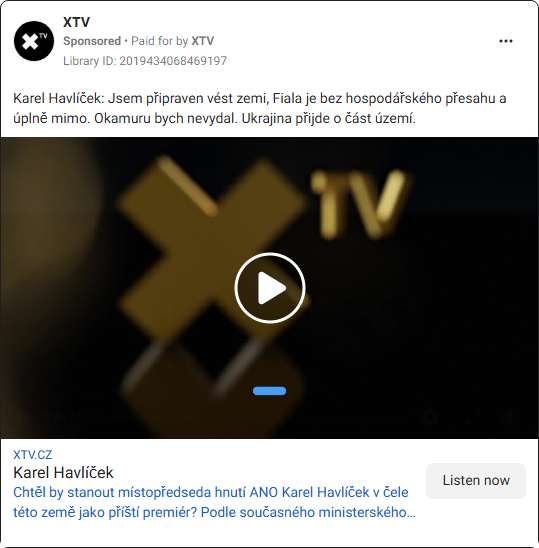 XTV
Sponsored • Paid for by XTV
Library ID: 2019434068469197
Karel Havlíček: Jsem připraven vést zemi, Fiala je bez hospodářského přesahu a
úplně mimo. Okamuru bych nevydal. Ukrajina přijde o část území.
XTV
XTV.CZ
Karel Havlíček
Chtěl by stanout místopředseda hnutí ANO Karel Havlíček v čele
této země jako příští premiér? Podle současného ministerského…
Listen now